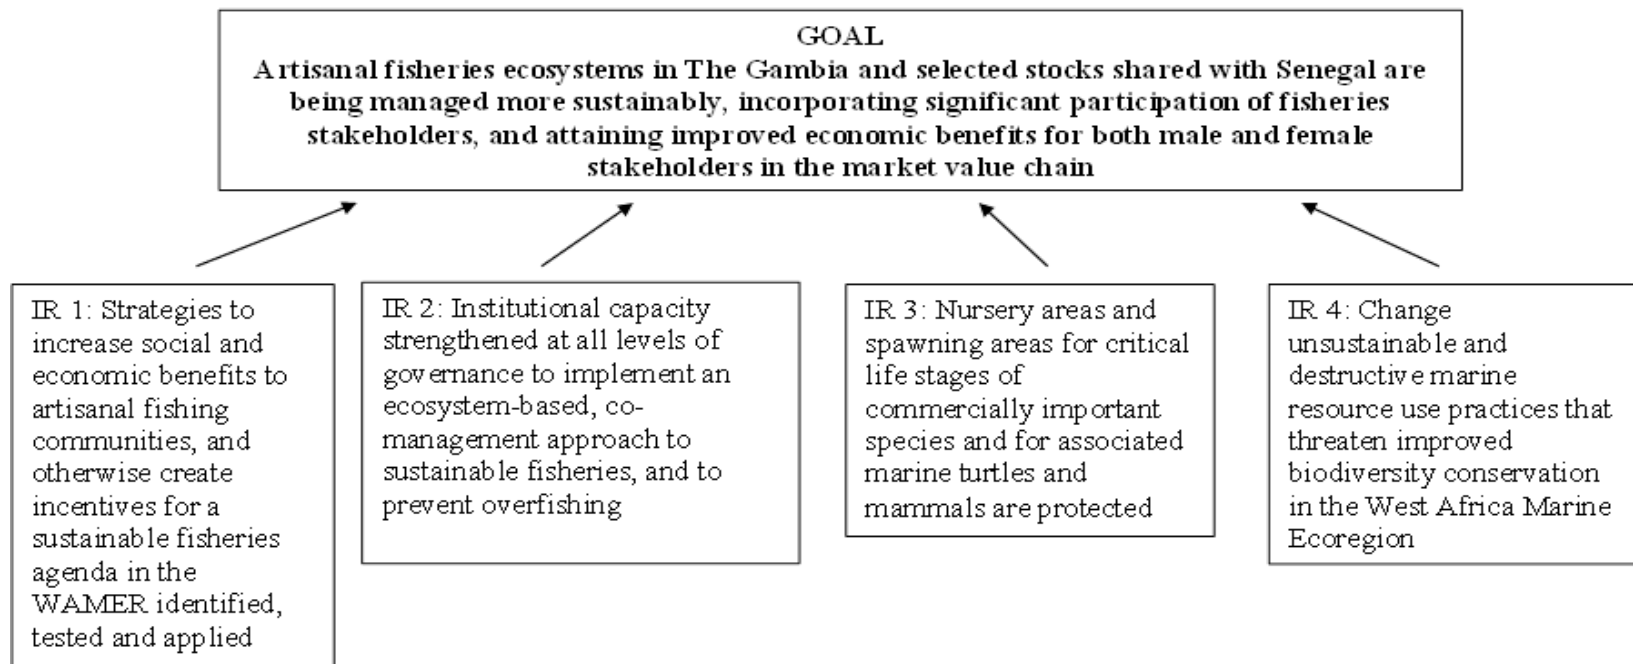 GOAL
Artisanal fisheries ecosystems in The Gambia and selected stocks shared with Senegal are
being managed more sustainably, incorporating significant participation of fisheries
stakeholders, and attaining improved economic benefits for both male and female
stakeholders in the market value chain
IR 1: Strategies to
increase social and
economic benefits to
artisanal fishing
communities, and
otherwise create
incentives for a
sustainable fisheries
agenda in the
WAMER identified,
tested and applied
IR 2: Institutional capacity
strengthened at all levels of
governance to implement an
ecosystem-based, co-
management approach to
sustainable fisheries, and to
prevent overfishing
IR 3: Nursery areas and
spawning areas for critical
life stages of
commercially important
species and for associated
marine turtles and
mammals are protected
IR 4: Change
unsustainable and
destructive marine
resource use practices that
threaten improved
biodiversity conservation
in the West Africa Marine
Ecoregion